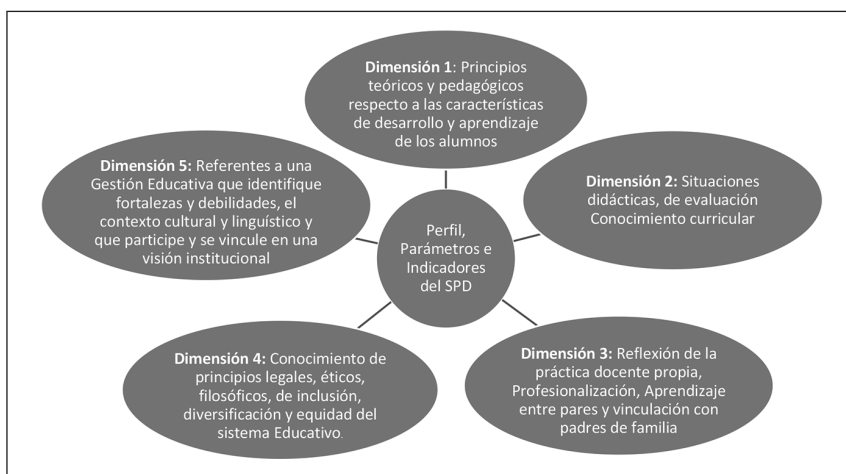 Dimensión 1: Principios
teóricos y pedagógicos
respecto a las características
de desarrollo y aprendizaje
de los alumnos
Dimensión 5: Referentes a una
Gestión Educativa que identifique
fortalezas y debilidades, el
contexto cultural y linguístico y
que participe y se vincule en una
visión institucional
Dimensión 2: Situaciones
didácticas, de evaluación
Conocimiento curricular
Perfil,
Parámetros e
Indicadores
del SPD
Dimensión 4: Conocimiento de
principios legales, éticos,
filosóficos, de inclusión,
diversificación y equidad del
sistema Educativo.
Dimensión 3: Reflexión de la
práctica docente propia,
Profesionalización, Aprendizaje
entre pares y vinculación con
padres de familia